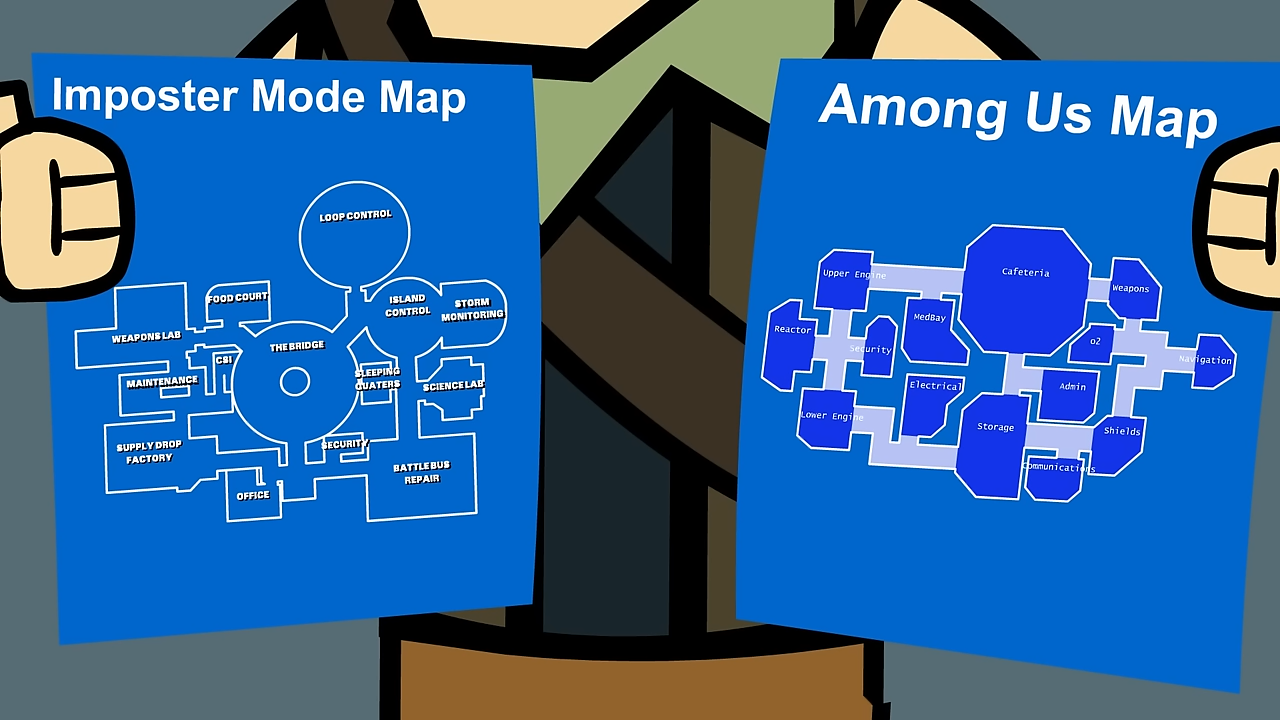 Imposter Mode Map
LOOP CONTROL
FOOD COURT
ISLAND
CONTROL
STORM
MONITORING
WEAPONS LAB
THE BRIDGE
CSI
MAINTENANCE
SLEEPING
QUATERS
SCIENCE LAB
SUPPLY DROP
FACTORY
SECURITY
BATTLE BUS
REPAIR
OFFICE
Among Us Map
Upper Engine
Cafeteria
Weapons
MedBay
Reactor
Security
o2
Navigation
Electrical
Admin
Lower Engine
Storage
Shields
Communications